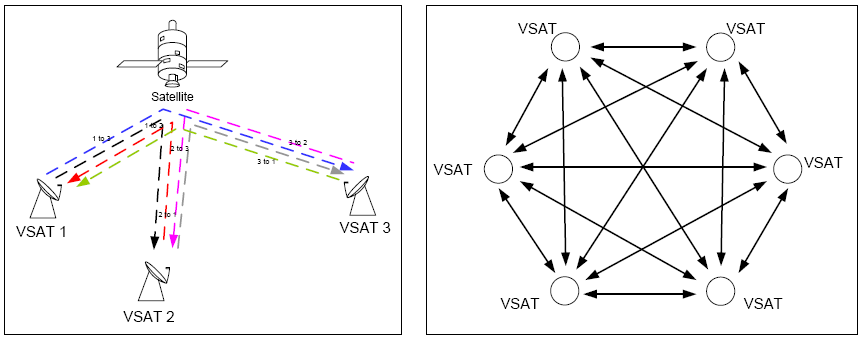 Satellite
1 to 3
1 to 2
2 to 3
3 to 2
3 to 1
2 to 1
VSAT 1
VSAT 2
VSAT 3
VSAT
VSAT
VSAT
VSAT
VSAT
VSAT